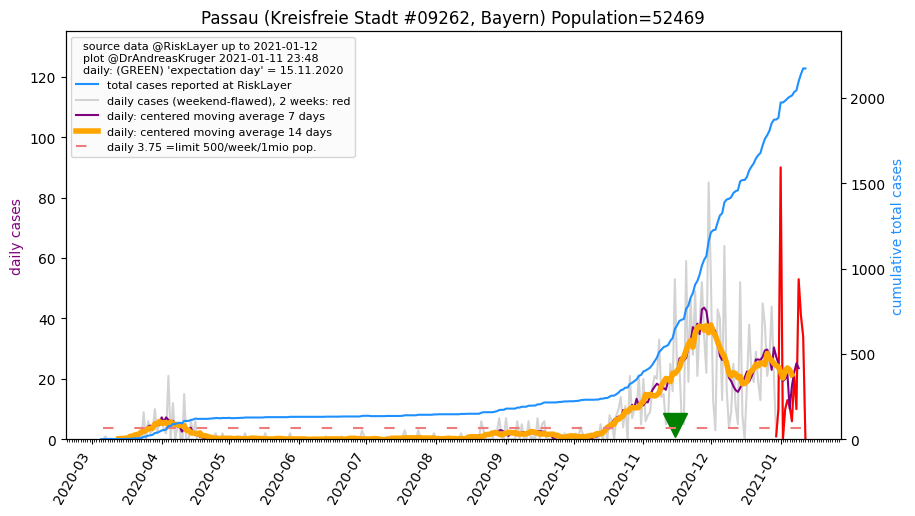 Passau (Kreisfreie Stadt #09262, Bayern) Population=52469
source data @RiskLayer up to 2021-01-12
plot @DrAndreasKruger 2021-01-11 23:48
daily: (GREEN) 'expectation day' = 15.11.2020
total cases reported at RiskLayer
daily cases (weekend-flawed), 2 weeks: red
daily: centered moving average 7 days
daily: centered moving average 14 days
daily 3.75 =limit 500/week/1mio pop.
daily cases
120
100
80
60
40
20
0
cumulative total cases
2000
1500
1000
500
0
2020-03
2020-04
2020-05
2020-06
2020-07
2020-08
2020-09
2020-10
2020-11
2020-12
2021-01